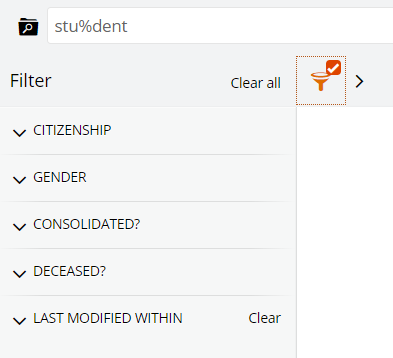 stu%dent
Filter
Clear all
CITIZENSHIP
GENDER
CONSOLIDATED?
DECEASED?
LAST MODIFIED WITHIN Clear